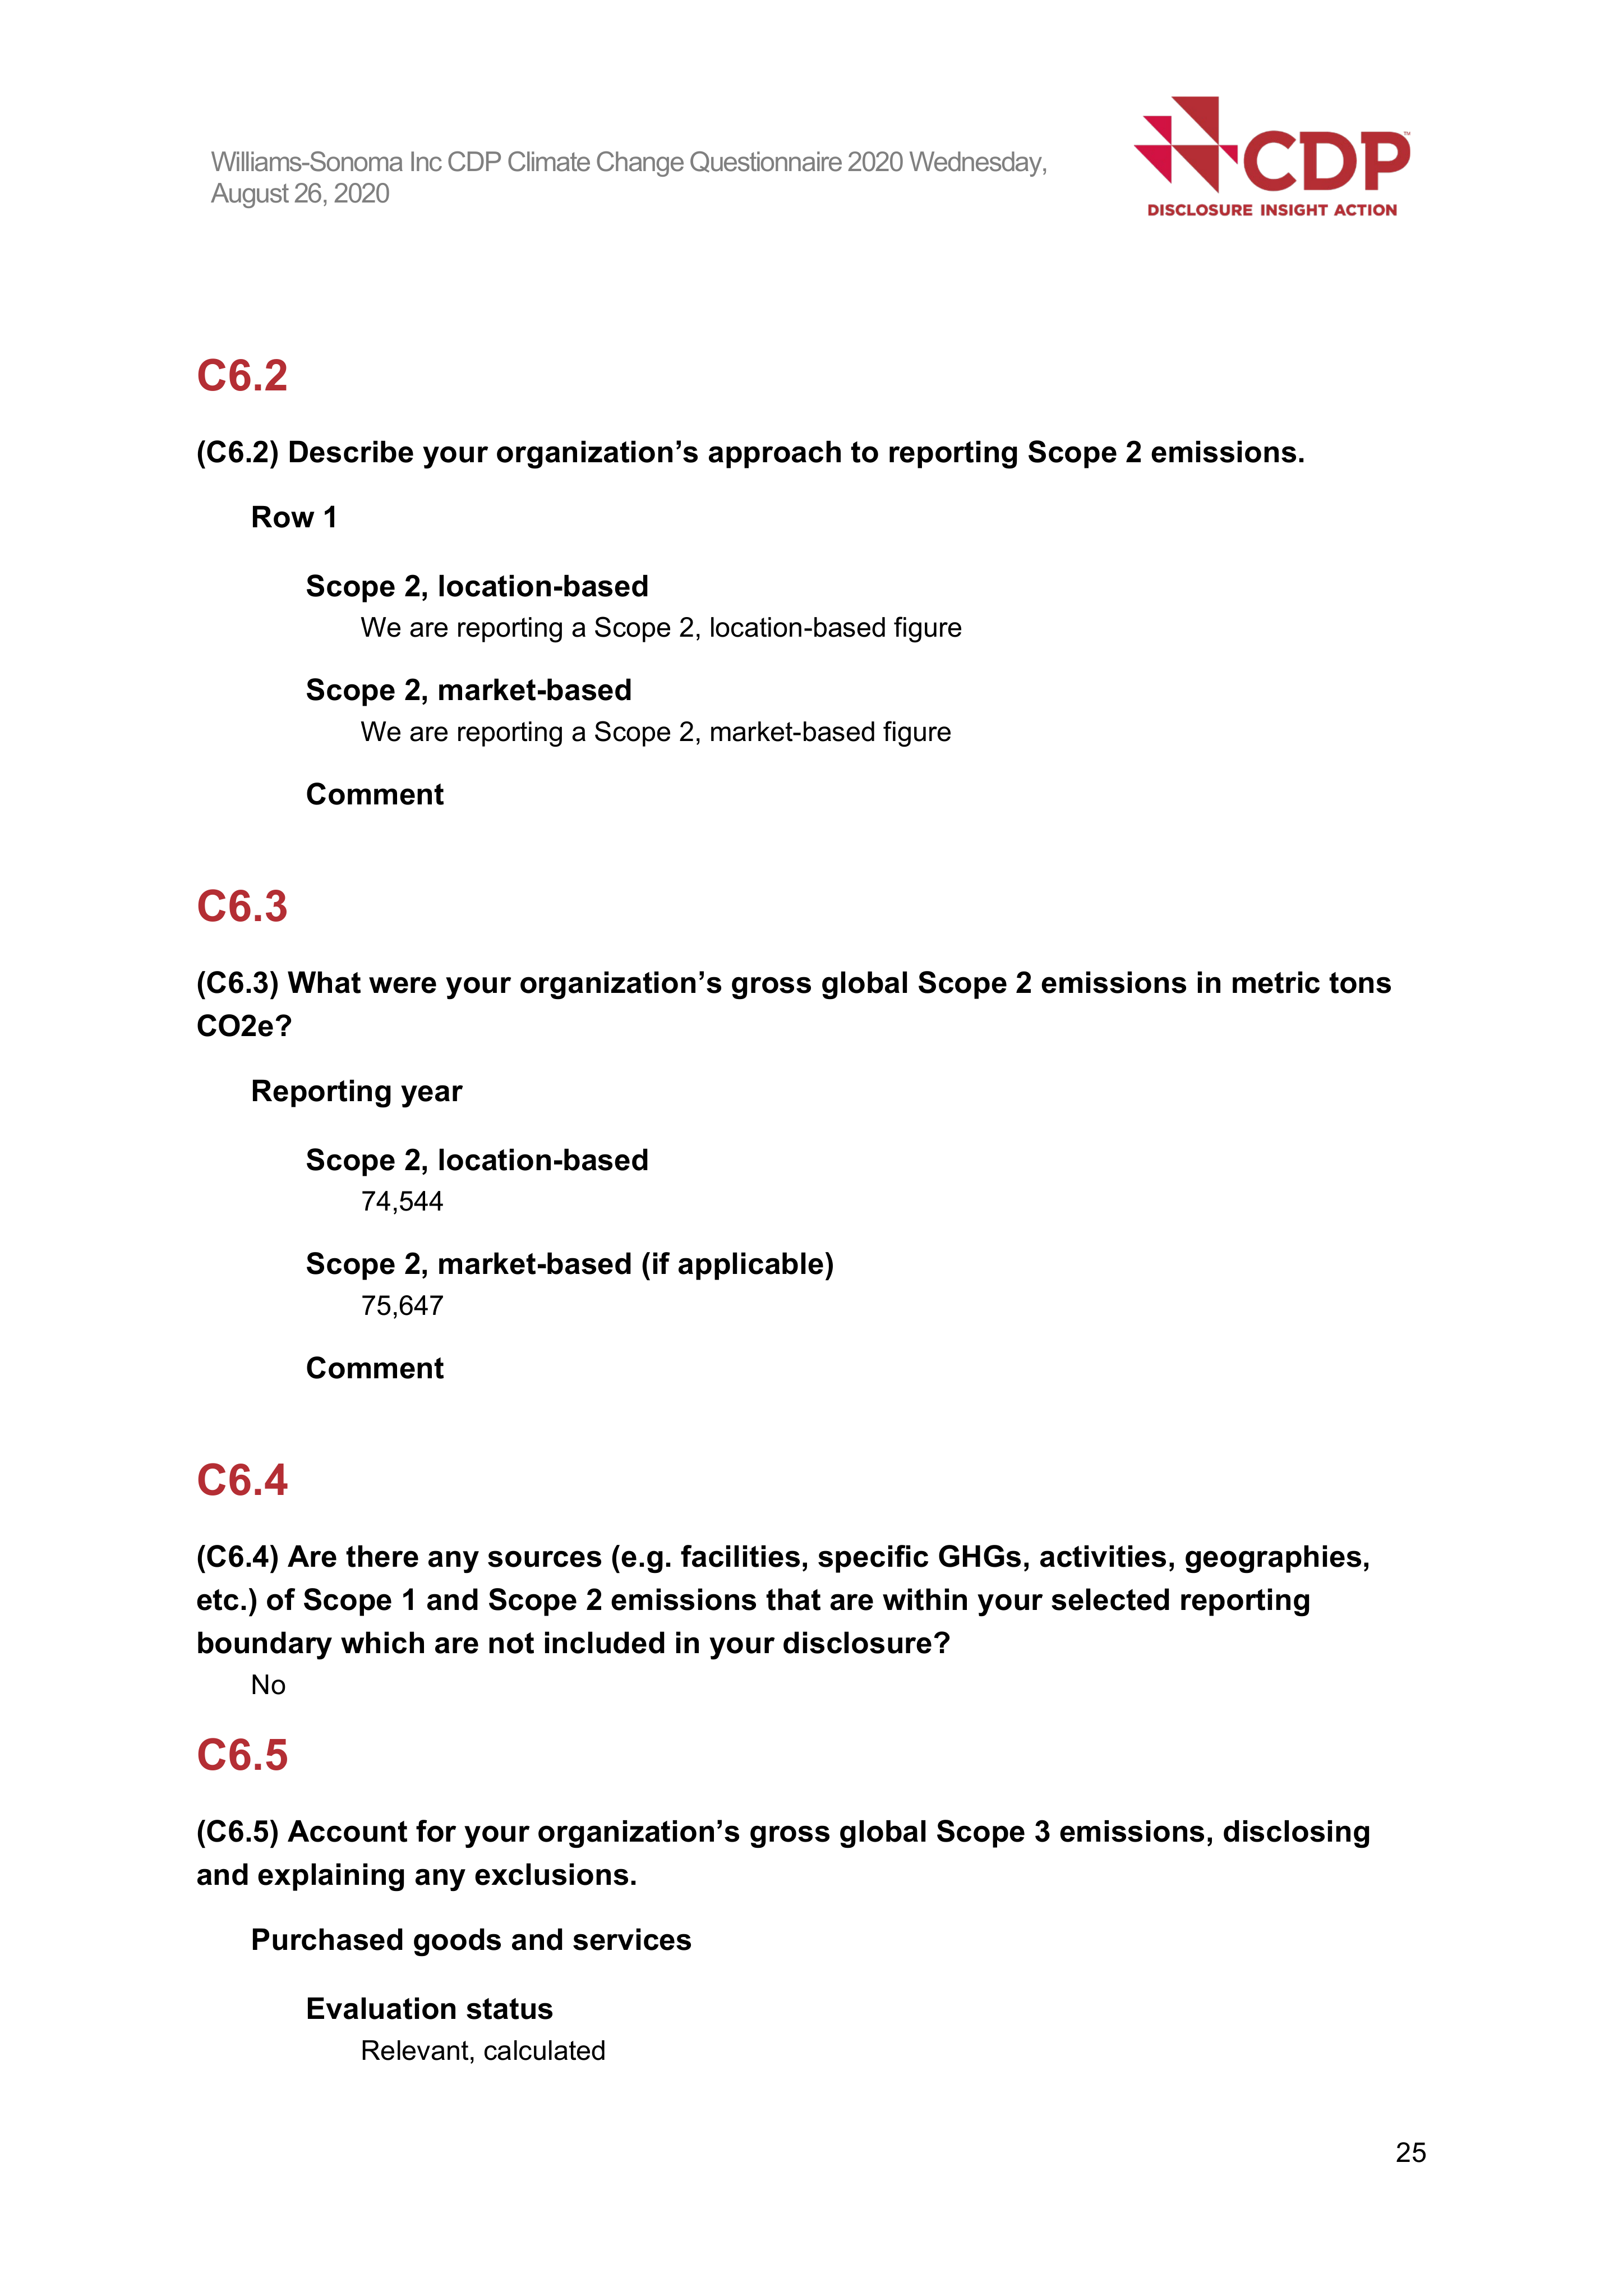 Williams-Sonoma Inc CDP Climate Change Questionnaire 2020 Wednesday,
August 26, 2020
CDP™
DISCLOSURE INSIGHT ACTION
C6.2
(C6.2) Describe your organization’s approach to reporting Scope 2 emissions.
Row 1
Scope 2, location-based
We are reporting a Scope 2, location-based figure
Scope 2, market-based
We are reporting a Scope 2, market-based figure
Comment
C6.3
(C6.3) What were your organization’s gross global Scope 2 emissions in metric tons
CO2e?
Reporting year
Scope 2, location-based
74,544
Scope 2, market-based (if applicable)
75,647
Comment
C6.4
(C6.4) Are there any sources (e.g. facilities, specific GHGs, activities, geographies,
etc.) of Scope 1 and Scope 2 emissions that are within your selected reporting
boundary which are not included in your disclosure?
No
C6.5
(C6.5) Account for your organization’s gross global Scope 3 emissions, disclosing
and explaining any exclusions.
Purchased goods and services
Evaluation status
Relevant, calculated
25